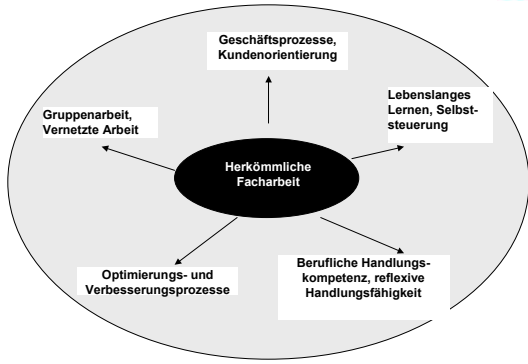 Geschäftsprozesse,
Kundenorientierung
Lebenslanges
Lernen, Selbst-
steuerung
Gruppenarbeit,
Vernetzte Arbeit
Herkömmliche
Facharbeit
Optimierungs- und
Verbesserungsprozesse
Berufliche Handlungs-
kompetenz, reflexive
Handlungsfähigkeit